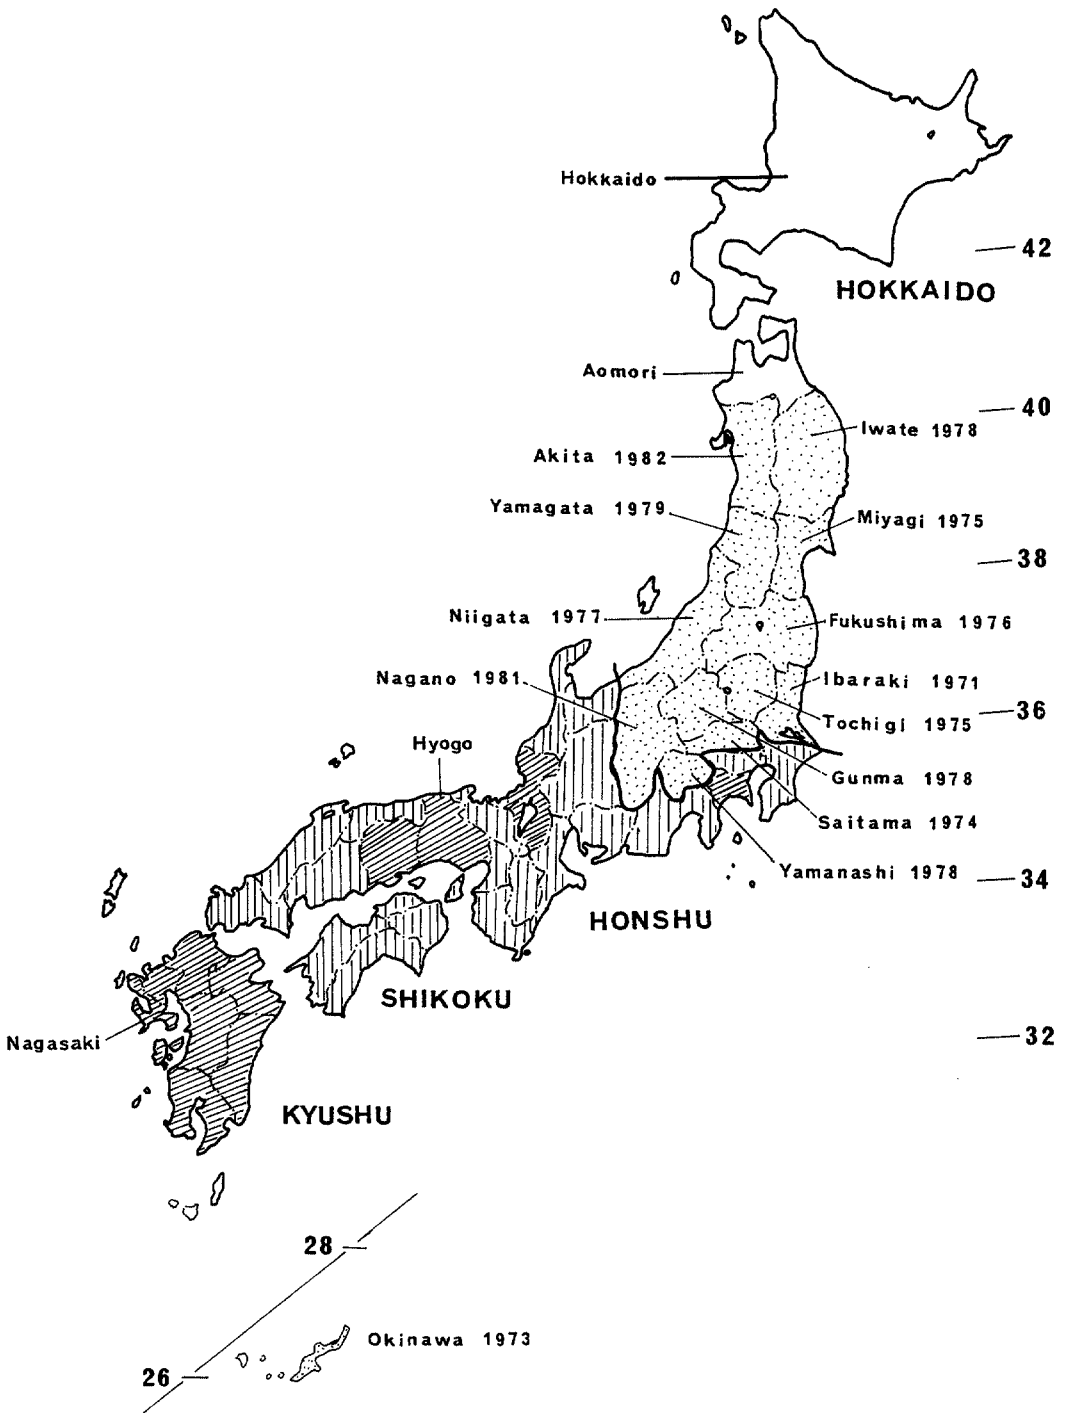 Hokkaido
42
HOKKAIDO
Aomori
40
Iwate 1978
Akita 1982
Yamagata 1979
Miyagi 1975
38
Niigata 1977
Fukushima 1976
Nagano 1981
Ibaraki 1971
36
Tochigi 1975
Hyogo
Gunma 1978
Saitama 1974
Yamanashi 1978
34
HONSHU
SHIKOKU
32
Nagasaki
KYUSHU
28
Okinawa 1973
26